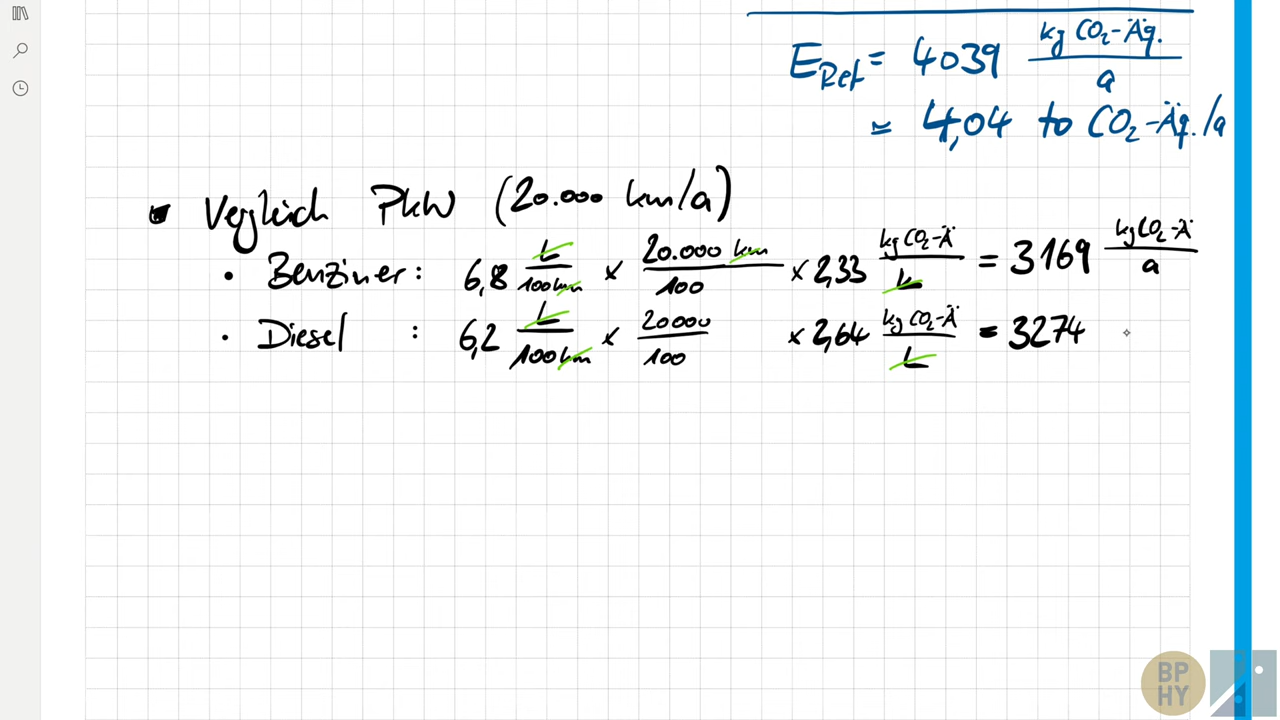 E_Ref = 4039 kg CO₂-Äq. / a
≃ 4,04 to CO₂-Äq./a
Vergleich PKW (20.000 km/a)
• Benziner: 6,8 L/100km × 20.000 km/100 × 2,33 kg CO₂-Ä/L = 3169 kg CO₂-Ä/a
• Diesel : 6,2 L/100km × 20000/100 × 2,64 kg CO₂-Ä/L = 3274
BP
HY